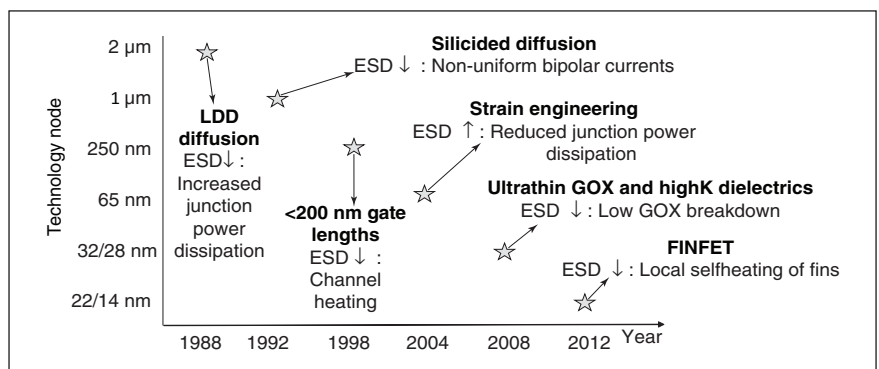 Technology node
2 µm
1 µm
250 nm
65 nm
32/28 nm
22/14 nm
LDD
diffusion
ESD↓ :
Increased
junction
power
dissipation
Silicided diffusion
ESD ↓ : Non-uniform bipolar currents
<200 nm gate
lengths
ESD ↓ :
Channel
heating
Strain engineering
ESD ↑ : Reduced junction power
dissipation
Ultrathin GOX and highK dielectrics
ESD ↓ : Low GOX breakdown
FINFET
ESD ↓ : Local selfheating of fins
1988 1992 1998 2004 2008 2012 Year